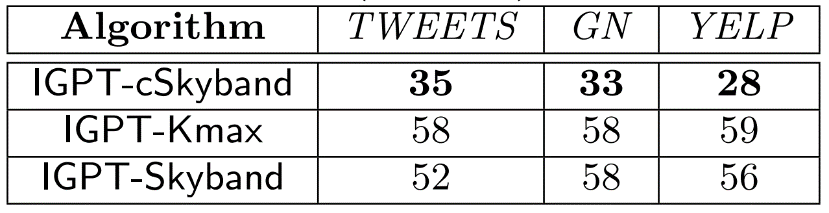 Algorithm TWEETS GN YELP
IGPT-cSkyband 35 33 28
IGPT-Kmax 58 58 59
IGPT-Skyband 52 58 56